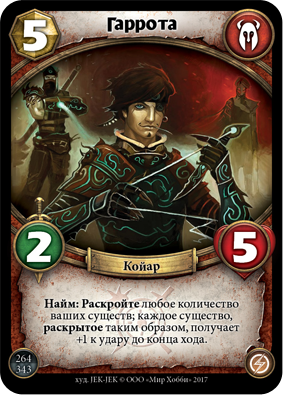 5
Гаррота
2
Койар
5
Найм: Раскройте любое количество
ваших существ; каждое существо,
раскрытое таким образом, получает
+1 к удару до конца хода.
264
343
худ. JEK-JEK © ООО «Мир Хобби» 2017